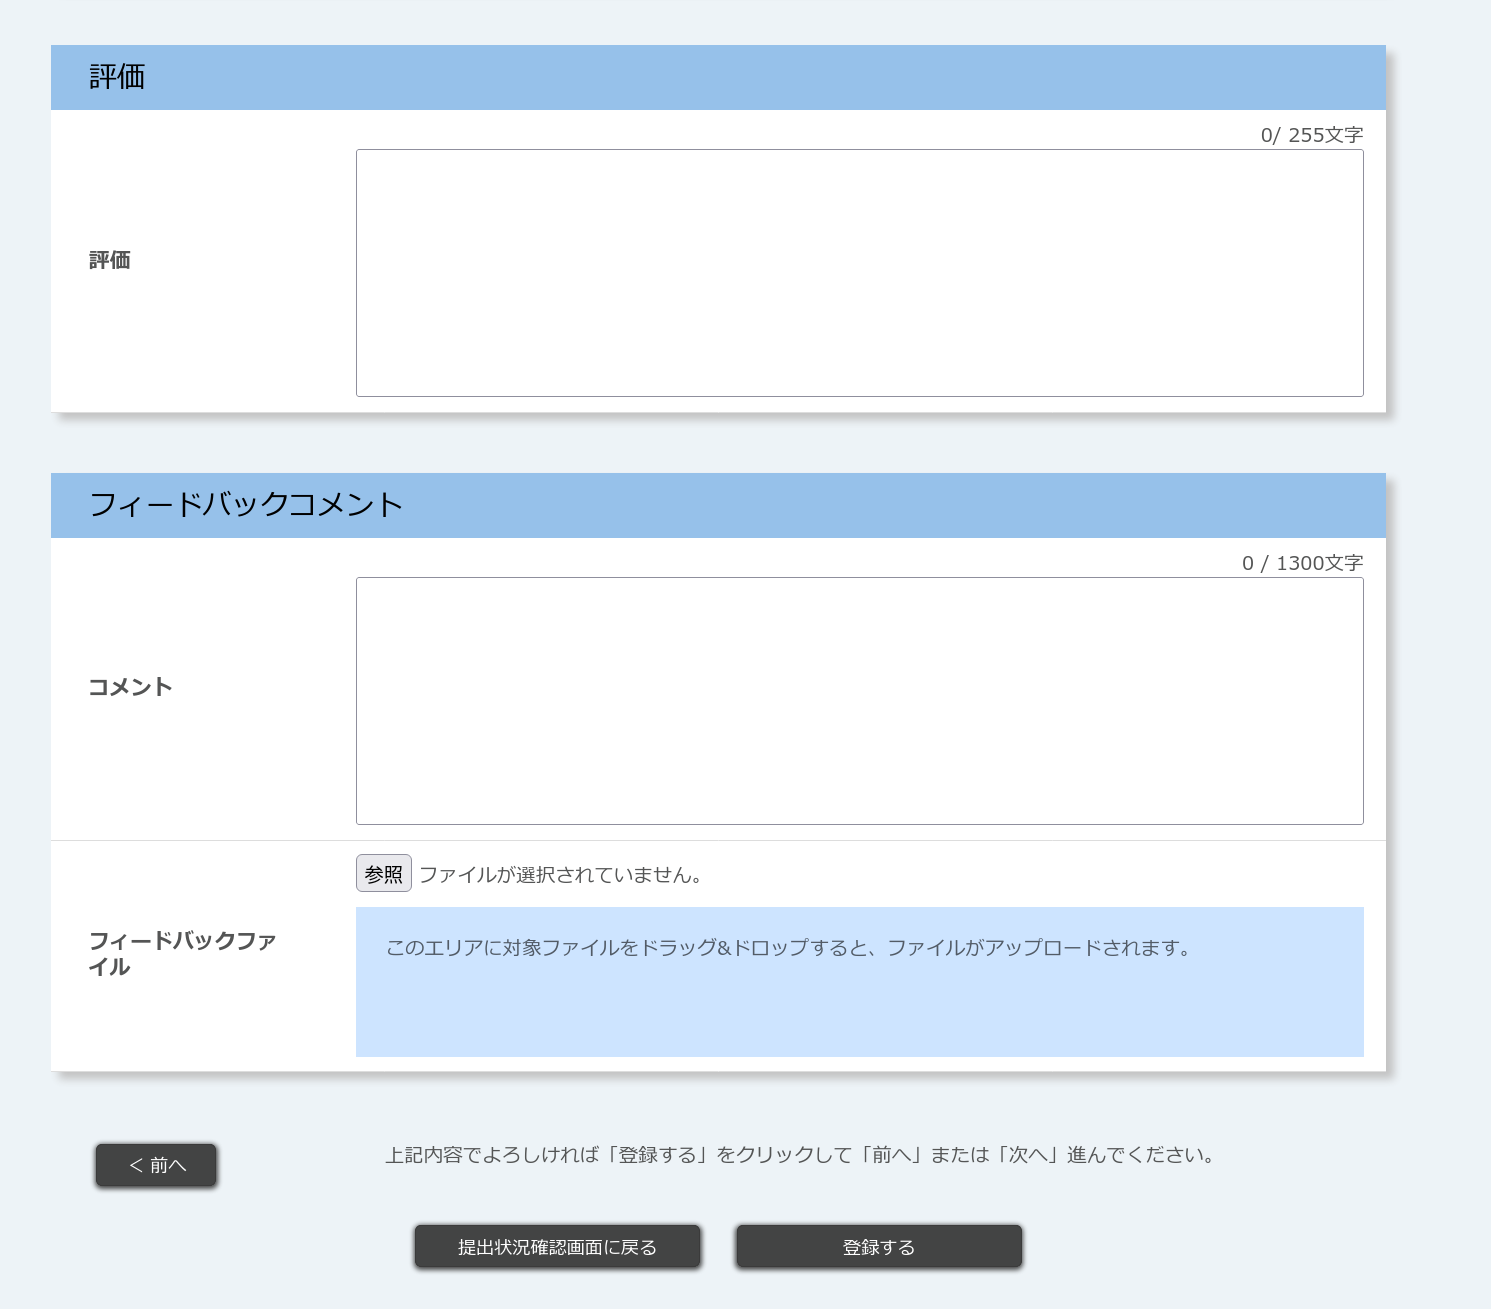 評価
0/ 255文字
評価
フィードバックコメント
0 / 1300文字
コメント
参照 ファイルが選択されていません。
フィードバックファ
イル
このエリアに対象ファイルをドラッグ&ドロップすると、ファイルがアップロードされます。
< 前へ
上記内容でよろしければ「登録する」をクリックして「前へ」または「次へ」進んでください。
提出状況確認画面に戻る
登録する